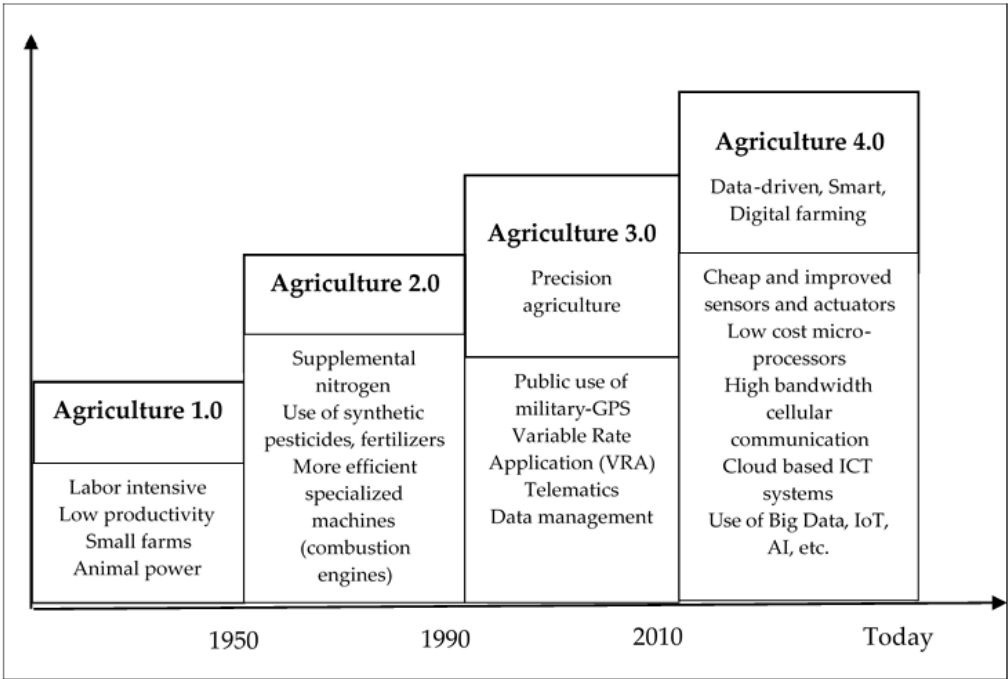 Agriculture 1.0
Labor intensive
Low productivity
Small farms
Animal power
Agriculture 2.0
Supplemental
nitrogen
Use of synthetic
pesticides, fertilizers
More efficient
specialized
machines
(combustion
engines)
Agriculture 3.0
Precision
agriculture
Public use of
military-GPS
Variable Rate
Application (VRA)
Telematics
Data management
Agriculture 4.0
Data-driven, Smart,
Digital farming
Cheap and improved
sensors and actuators
Low cost micro-
processors
High bandwidth
cellular
communication
Cloud based ICT
systems
Use of Big Data, IoT,
AI, etc.
1950
1990
2010
Today